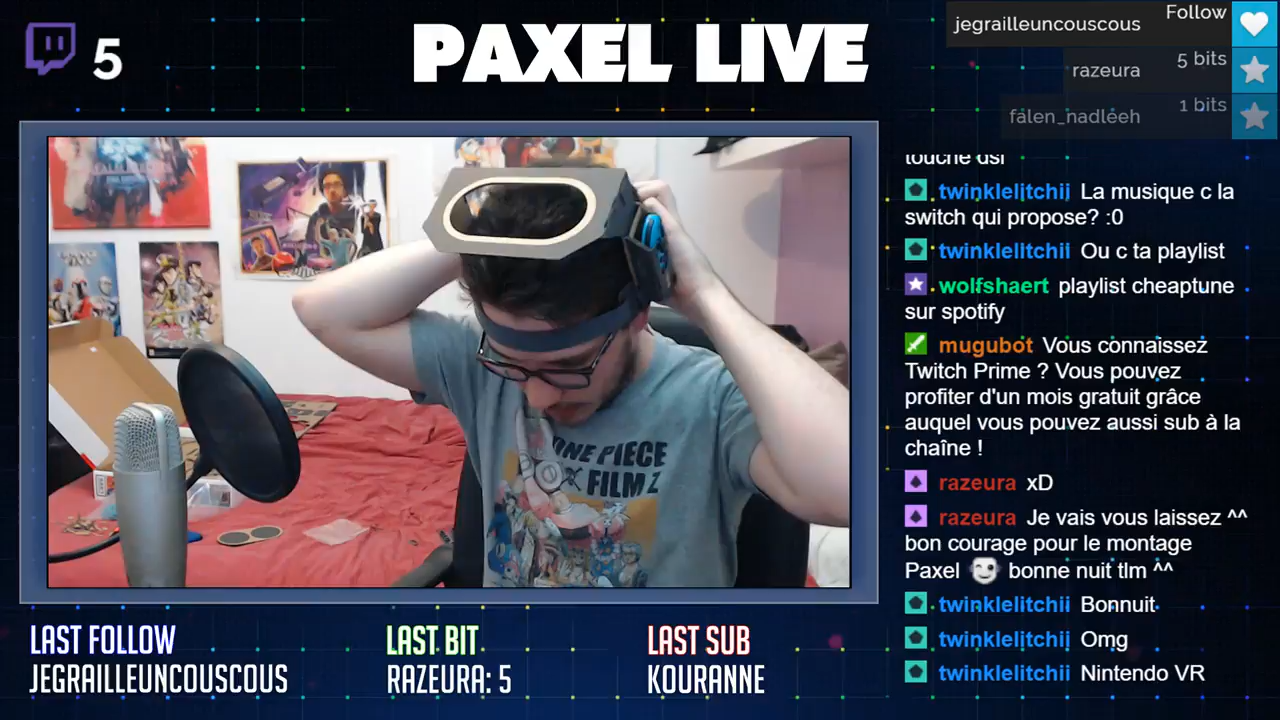 5
PAXEL LIVE
jegrailleuncouscous Follow
razeura 5 bits
fálen_nadléeh 1 bits
touche dsl
twinklelitchii La musique c la
switch qui propose? :0
twinklelitchii Ou c ta playlist
wolfshaert playlist cheaptune
sur spotify
mugubot Vous connaissez
Twitch Prime ? Vous pouvez
profiter d'un mois gratuit grâce
auquel vous pouvez aussi sub à la
chaîne !
razeura xD
razeura Je vais vous laissez ^^
bon courage pour le montage
Paxel bonne nuit tlm ^^
twinklelitchii Bonnuit
twinklelitchii Omg
twinklelitchii Nintendo VR
ONE PIECE
FILM Z
LAST FOLLOW
JEGRAILLEUNCOUSCOUS
LAST BIT
RAZEURA: 5
LAST SUB
KOURANNE